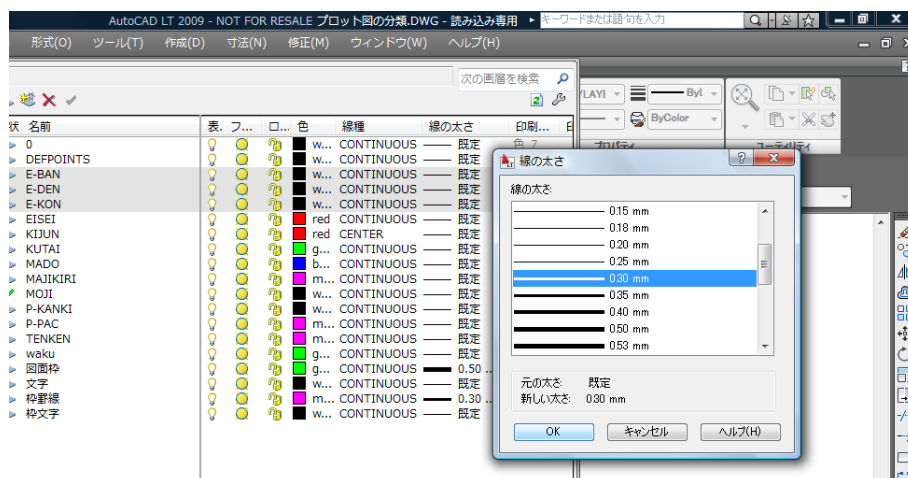 AutoCAD LT 2009 - NOT FOR RESALE プロット図の分類.DWG - 読み込み専用 キーワードまたは語句を入力
形式(O) ツール(T) 作成(D) 寸法(N) 修正(M) ウィンドウ(W) ヘルプ(H)
次の画層を検索
ByColor
プロパティ ユーティリティ
状 名前 表. フ... ロ... 色 線種 線の太さ 印刷...
0 w... CONTINUOUS 既定 色 7
DEFPOINTS w... CONTINUOUS 既定
E-BAN w... CONTINUOUS 既定
E-DEN w... CONTINUOUS 既定
E-KON w... CONTINUOUS 既定
EISEI red CONTINUOUS 既定
KIJUN red CENTER 既定
KUTAI g... CONTINUOUS 既定
MADO b... CONTINUOUS 既定
MAJIKIRI m... CONTINUOUS 既定
MOJI w... CONTINUOUS 既定
P-KANKI w... CONTINUOUS 既定
P-PAC m... CONTINUOUS 既定
TENKEN m... CONTINUOUS 既定
waku g... CONTINUOUS 既定
図面枠 g... CONTINUOUS 0.50 ..
文字 w... CONTINUOUS 既定
枠罫線 m... CONTINUOUS 0.30 ..
枠文字 w... CONTINUOUS 既定
線の太さ
線の太さ:
0.15 mm
0.18 mm
0.20 mm
0.25 mm
0.30 mm
0.35 mm
0.40 mm
0.50 mm
0.53 mm
元の太さ: 既定
新しい太さ: 0.30 mm
OK キャンセル ヘルプ(H)